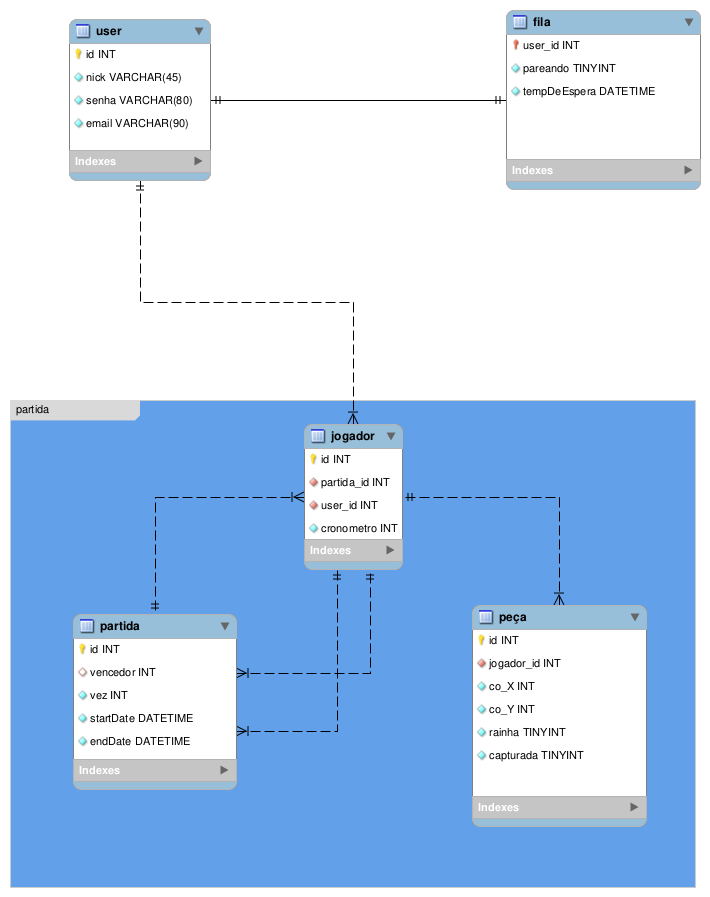 user
id INT
nick VARCHAR(45)
senha VARCHAR(80)
email VARCHAR(90)
Indexes
fila
user_id INT
pareando TINYINT
tempDeEspera DATETIME
Indexes
partida
jogador
id INT
partida_id INT
user_id INT
cronometro INT
Indexes
partida
id INT
vencedor INT
vez INT
startDate DATETIME
endDate DATETIME
Indexes
peça
id INT
jogador_id INT
co_X INT
co_Y INT
rainha TINYINT
capturada TINYINT
Indexes